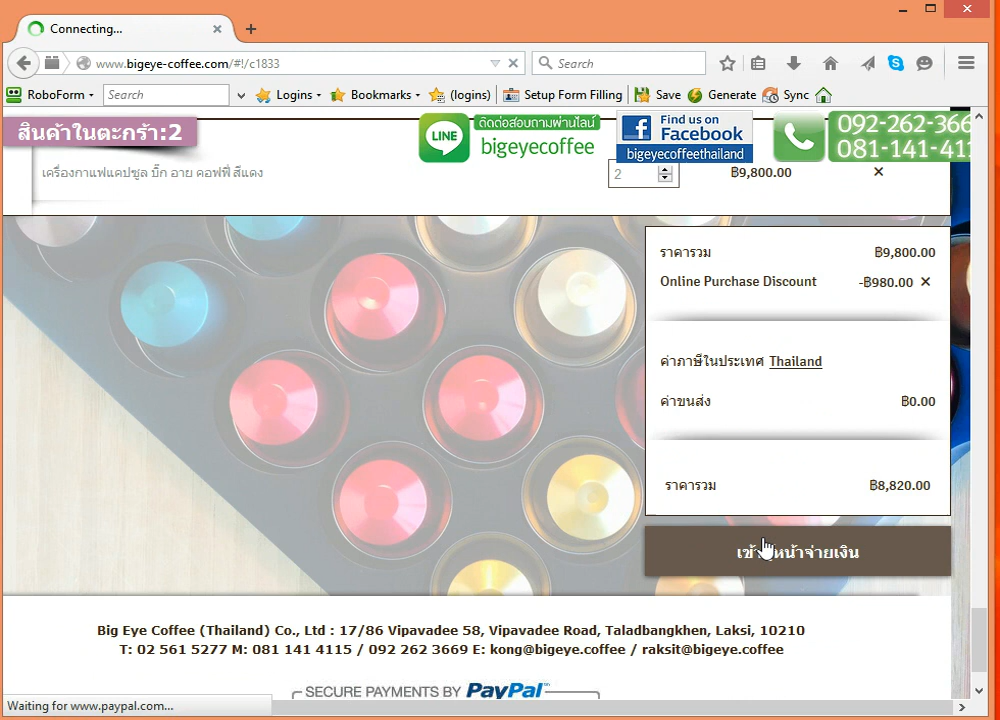 Connecting...
www.bigeye-coffee.com/#!/c1833
Search
RoboForm
Search
Logins
Bookmarks
(logins)
Setup Form Filling
Save
Generate
Sync
สินค้าในตะกร้า:2
LINE
ติดต่อสอบถามผ่านไลน์
bigeyecoffee
Find us on
Facebook
bigeyecoffeethailand
092-262-366
081-141-411
เครื่องกาแฟแคปซูล บิ๊ก อาย คอฟฟี่ สีแดง
2
฿9,800.00
ราคารวม
฿9,800.00
Online Purchase Discount
-฿980.00
ค่าภาษีในประเทศ Thailand
ค่าขนส่ง
฿0.00
ราคารวม
฿8,820.00
หน้าจ่ายเงิน
Big Eye Coffee (Thailand) Co., Ltd : 17/86 Vipavadee 58, Vipavadee Road, Taladbangkhen, Laksi, 10210
T: 02 561 5277 M: 081 141 4115 / 092 262 3669 E: kong@bigeye.coffee / raksit@bigeye.coffee
SECURE PAYMENTS BY PayPal
Waiting for www.paypal.com...